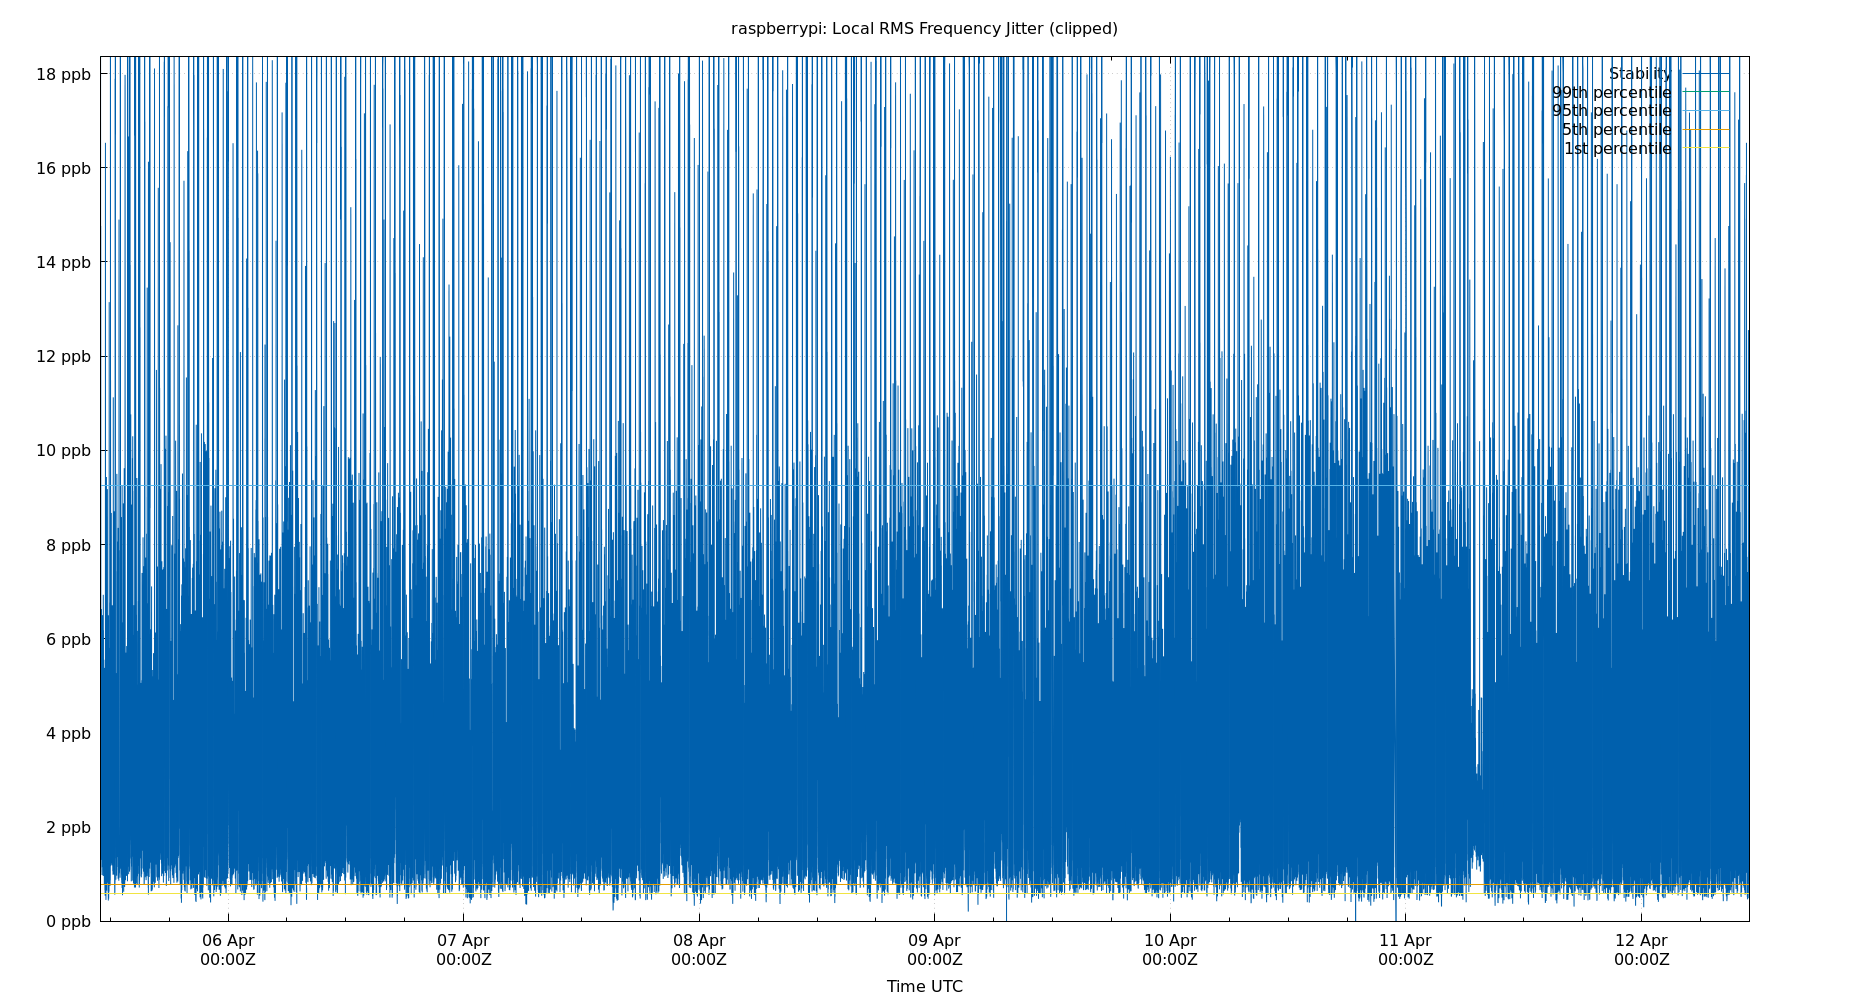 raspberrypi: Local RMS Frequency Jitter (clipped)
18 ppb
16 ppb
14 ppb
12 ppb
10 ppb
8 ppb
6 ppb
4 ppb
2 ppb
0 ppb
Stability
99th percentile
95th percentile
5th percentile
1st percentile
06 Apr
00:00Z
07 Apr
00:00Z
08 Apr
00:00Z
09 Apr
00:00Z
10 Apr
00:00Z
11 Apr
00:00Z
12 Apr
00:00Z
Time UTC